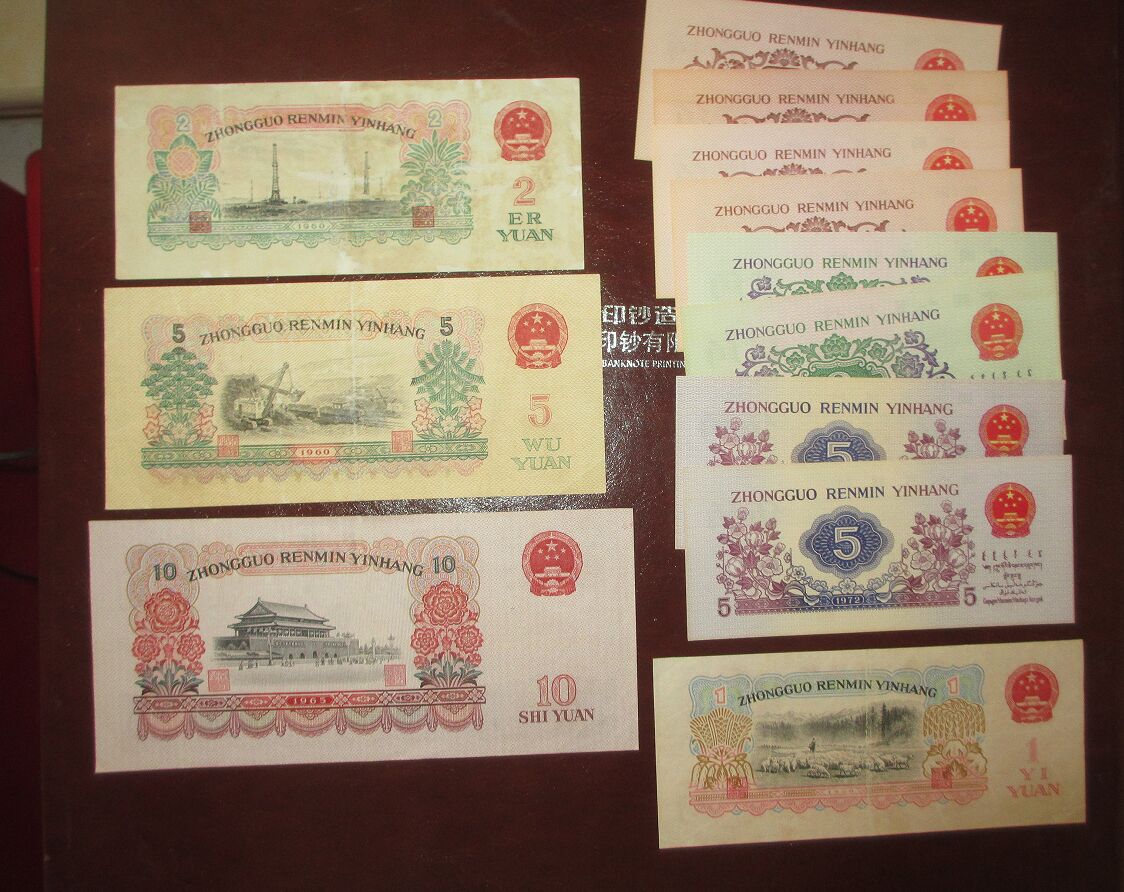 2 2
ZHONGGUO RENMIN YINHANG
2
ER
YUAN
1960
5 5
ZHONGGUO RENMIN YINHANG
5
WU
YUAN
1960
10 10
ZHONGGUO RENMIN YINHANG
10
SHI YUAN
1965
印钞造
印钞有限
BANKNOTE PRINTIN
ZHONGGUO RENMIN YINHANG
ZHONGGUO RENMIN YINHANG
ZHONGGUO RENMIN YINHANG
ZHONGGUO RENMIN YINHANG
ZHONGGUO RENMIN YINHANG
ZHONGGUO RENMIN YINHANG
ZHONGGUO RENMIN YINHANG
5
ZHONGGUO RENMIN YINHANG
5
5 1972 5
1 1
ZHONGGUO RENMIN YINHANG
1
YI
YUAN